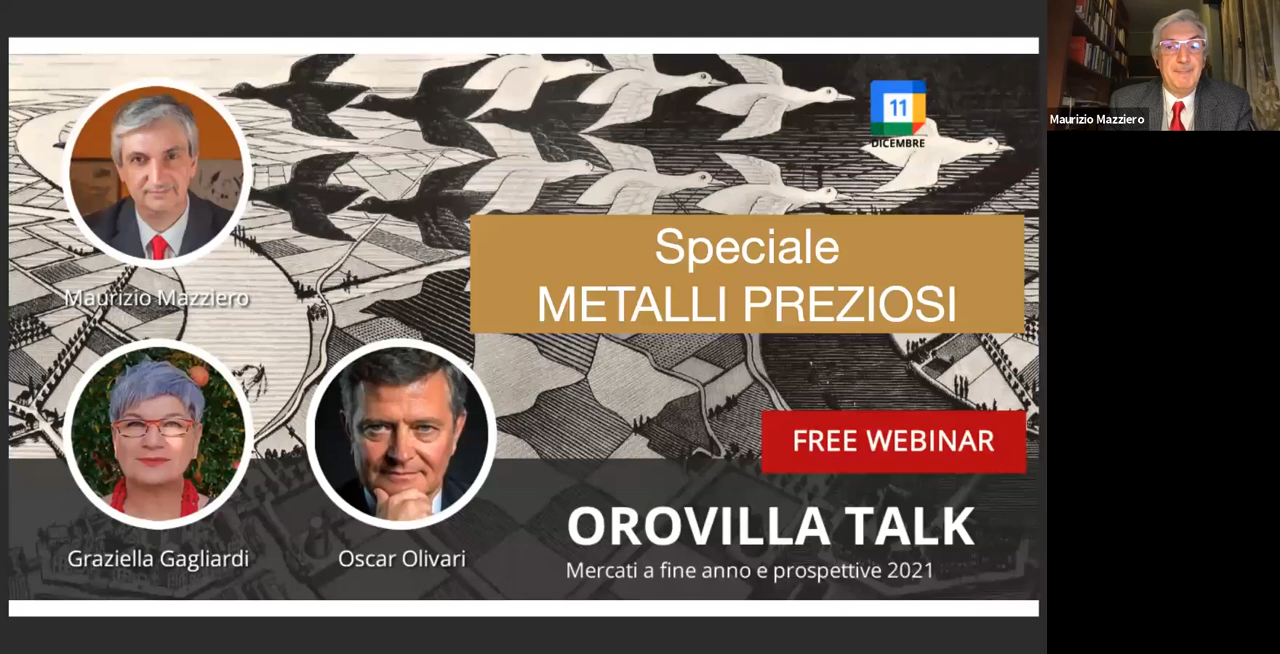 Maurizio Mazziero
11
DICEMBRE
Speciale
METALLI PREZIOSI
Maurizio Mazziero
FREE WEBINAR
Graziella Gagliardi
Oscar Olivari
OROVILLA TALK
Mercati a fine anno e prospettive 2021